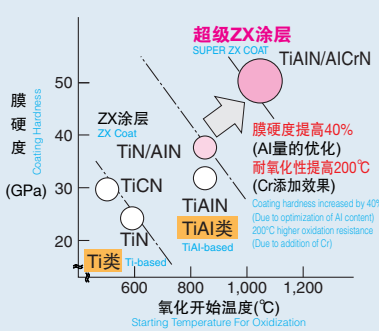 超级ZX涂层
SUPER ZX COAT
TiAlN/AlCrN
膜硬度
Coating Hardness
(GPa)
50
40
30
20
ZX涂层
ZX Coat
TiN/AlN
TiCN
TiN
TiAlN
TiAl类
TiAl-based
Ti类 Ti-based
膜硬度提高40%
(Al量的优化)
耐氧化性提高200℃
(Cr添加效果)
Coating hardness increased by 40%
(Due to optimization of Al content)
200°C higher oxidation resistance
(Due to addition of Cr)
600 800 1,000 1,200
氧化开始温度(℃)
Starting Temperature For Oxidization